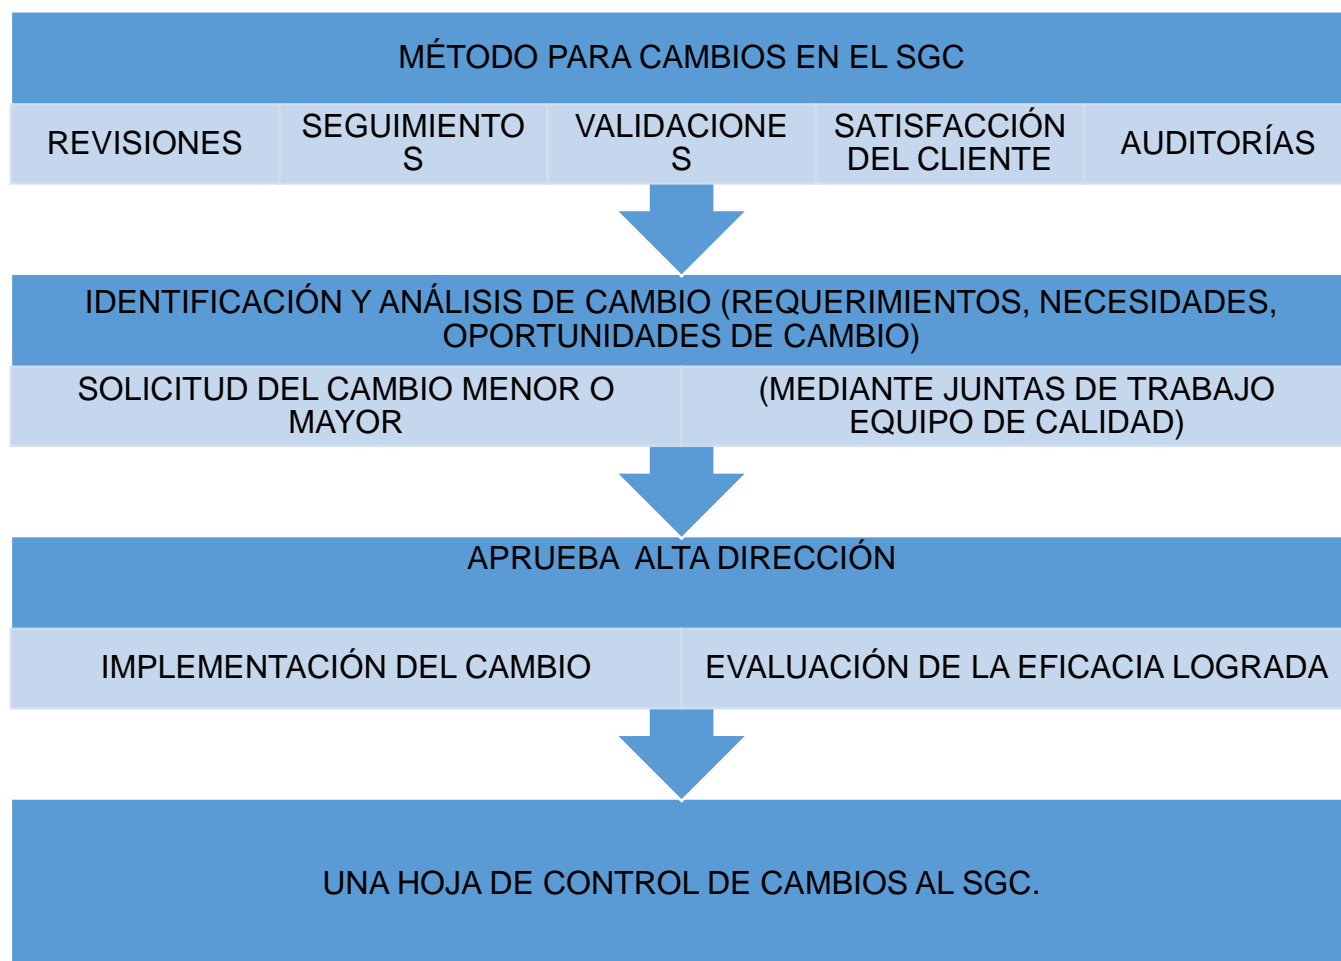 MÉTODO PARA CAMBIOS EN EL SGC
REVISIONES
SEGUIMIENTO
S
VALIDACIONE
S
SATISFACCIÓN
DEL CLIENTE
AUDITORÍAS
IDENTIFICACIÓN Y ANÁLISIS DE CAMBIO (REQUERIMIENTOS, NECESIDADES,
OPORTUNIDADES DE CAMBIO)
SOLICITUD DEL CAMBIO MENOR O
MAYOR
(MEDIANTE JUNTAS DE TRABAJO
EQUIPO DE CALIDAD)
APRUEBA  ALTA DIRECCIÓN
IMPLEMENTACIÓN DEL CAMBIO
EVALUACIÓN DE LA EFICACIA LOGRADA
UNA HOJA DE CONTROL DE CAMBIOS AL SGC.